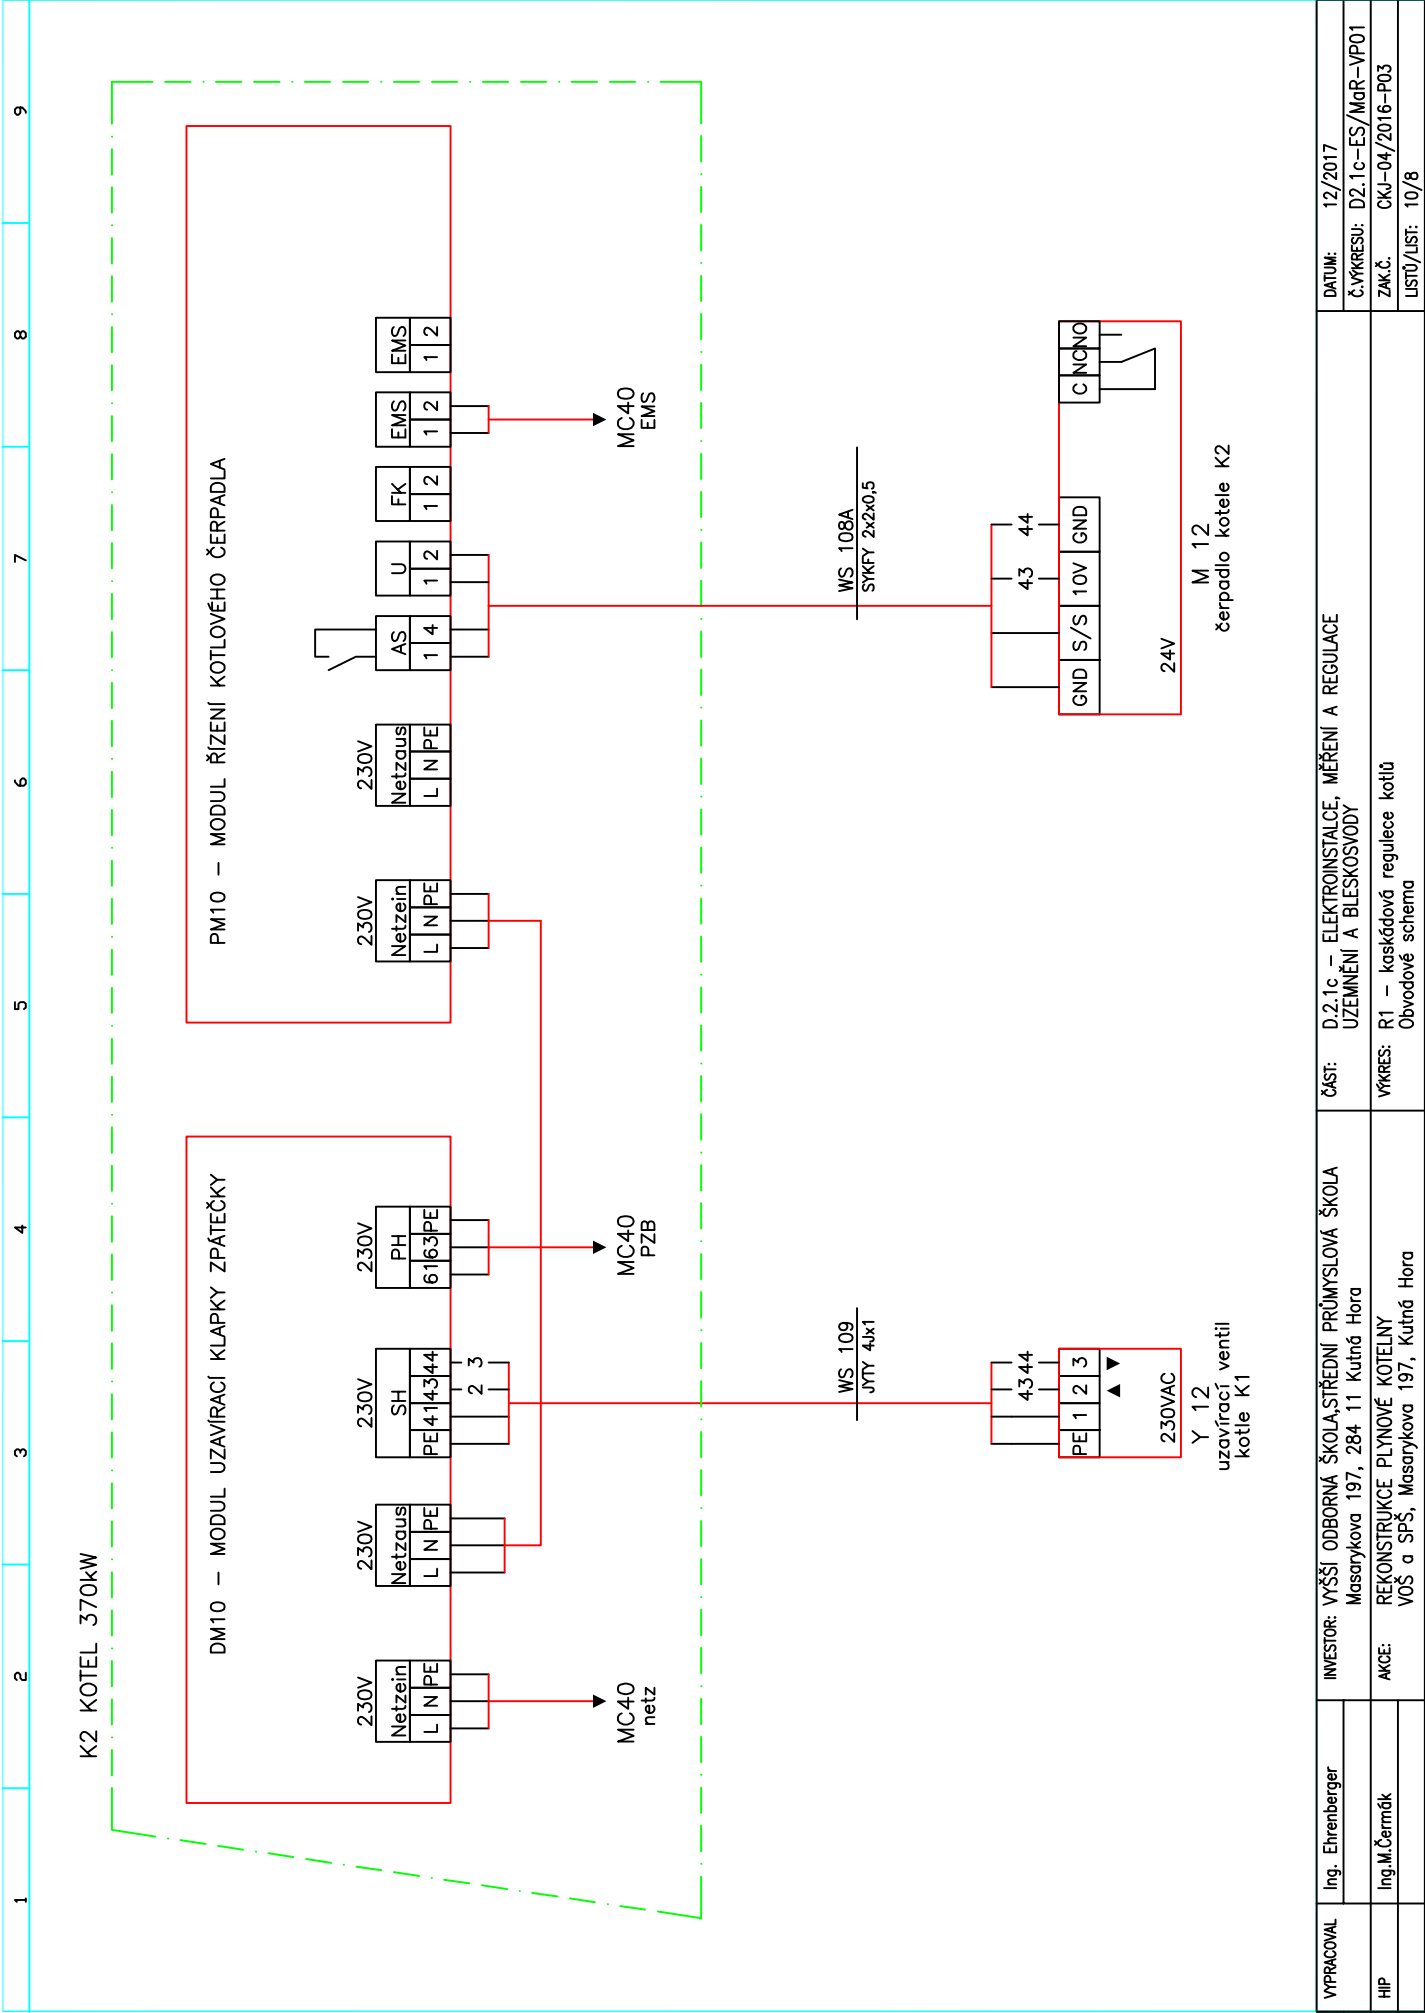 1 2 3 4 5 6 7 8 9
K2 KOTEL 370kW
DM10 – MODUL UZAVÍRACÍ KLAPKY ZPÁTEČKY
230V
Netzein
L N PE
MC40
netz
230V
Netzaus
L N PE
230V
SH
PE 41 43 44
2 3
230V
PH
61 63 PE
MC40
PZB
PM10 – MODUL ŘÍZENÍ KOTLOVÉHO ČERPADLA
230V
Netzein
L N PE
230V
Netzaus
L N PE
AS
1 4
U
1 2
FK
1 2
EMS
1 2
MC40
EMS
EMS
1 2
WS 109
JYTY 4Jx1
43 44
PE 1 2 3
230VAC
Y 12
uzavírací ventil
kotle K1
WS 108A
SYKFY 2x2x0,5
43 44
GND S/S 10V GND
C NC NO
24V
M 12
čerpadlo kotele K2
VYPRACOVAL Ing. Ehrenberger
HIP Ing.M.Čermák
INVESTOR: VYŠŠÍ ODBORNÁ ŠKOLA,STŘEDNÍ PRŮMYSLOVÁ ŠKOLA
Masarykova 197, 284 11 Kutná Hora
AKCE: REKONSTRUKCE PLYNOVÉ KOTELNY
VOŠ a SPŠ, Masarykova 197, Kutná Hora
ČÁST: D.2.1c – ELEKTROINSTALCE, MĚŘENÍ A REGULACE
UZEMNĚNÍ A BLESKOSVODY
VÝKRES: R1 – kaskádová regulece kotlů
Obvodové schema
DATUM: 12/2017
Č.VÝKRESU: D2.1c–ES/MaR–VP01
ZAK.Č. CKJ–04/2016–P03
LISTŮ/LIST: 10/8